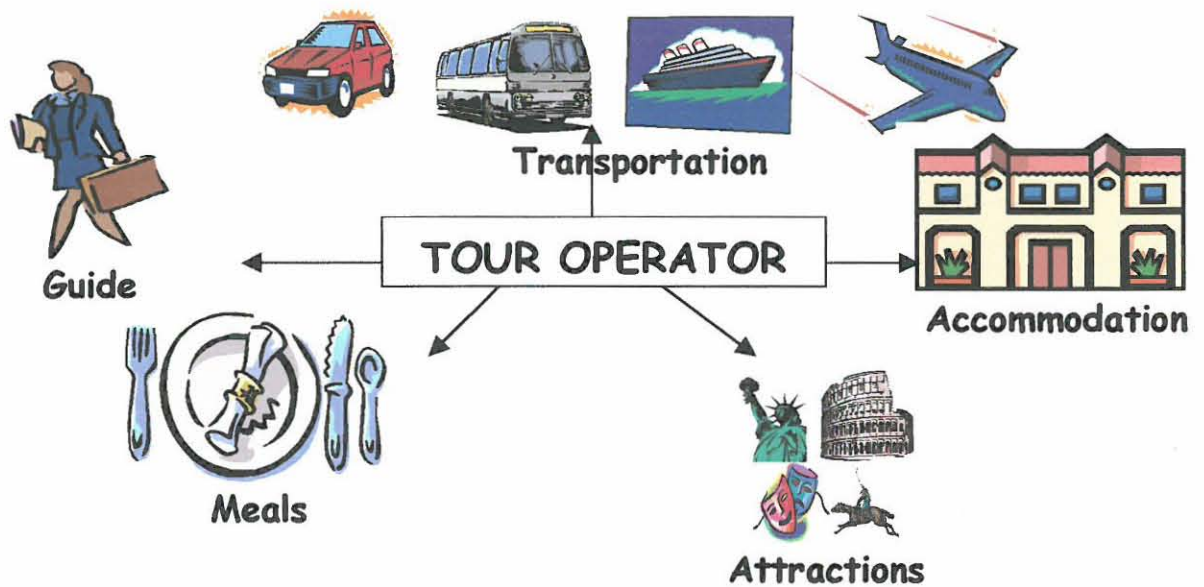 Transportation
TOUR OPERATOR
Guide
Accommodation
Meals
Attractions